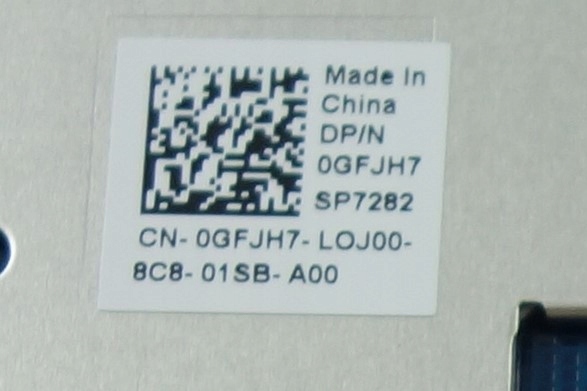 Made In
China
DP/N
0GFJH7
SP7282
CN- 0GFJH7- LOJ00-
8C8- 01SB- A00